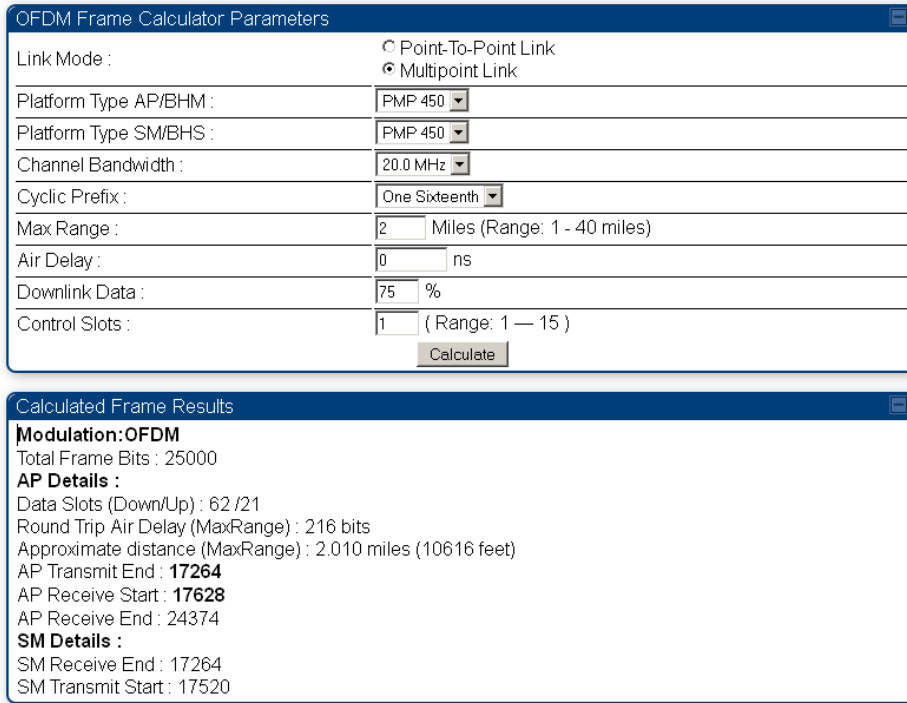 OFDM Frame Calculator Parameters
Link Mode :
Point-To-Point Link
Multipoint Link
Platform Type AP/BHM : PMP 450
Platform Type SM/BHS : PMP 450
Channel Bandwidth : 20.0 MHz
Cyclic Prefix : One Sixteenth
Max Range : 2 Miles (Range: 1 - 40 miles)
Air Delay : 0 ns
Downlink Data : 75 %
Control Slots : 1 ( Range: 1 — 15 )
Calculate
Calculated Frame Results
Modulation:OFDM
Total Frame Bits : 25000
AP Details :
Data Slots (Down/Up) : 62 /21
Round Trip Air Delay (MaxRange) : 216 bits
Approximate distance (MaxRange) : 2.010 miles (10616 feet)
AP Transmit End : 17264
AP Receive Start : 17628
AP Receive End : 24374
SM Details :
SM Receive End : 17264
SM Transmit Start : 17520